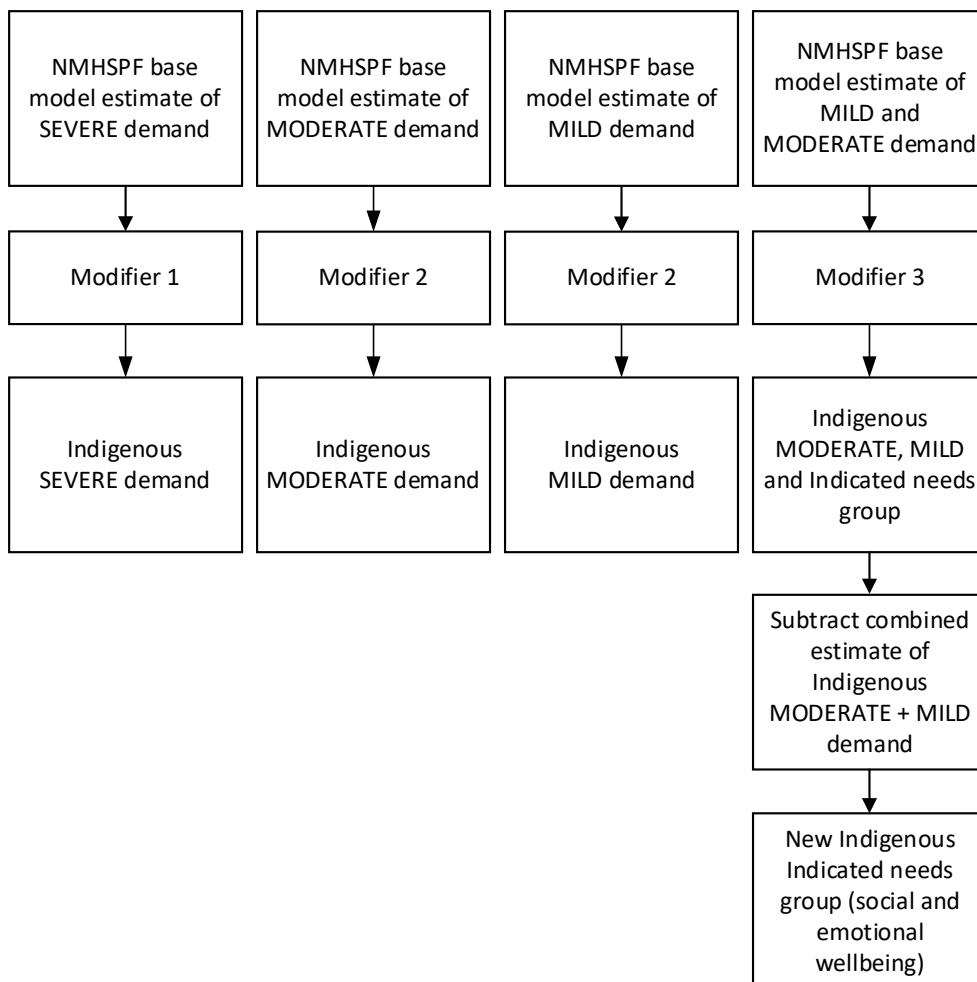 NMHSPF base
model estimate of
SEVERE demand
NMHSPF base
model estimate of
MODERATE demand
NMHSPF base
model estimate of
MILD demand
NMHSPF base
model estimate of
MILD and
MODERATE demand
Modifier 1
Modifier 2
Modifier 2
Modifier 3
Indigenous
SEVERE demand
Indigenous
MODERATE demand
Indigenous
MILD demand
Indigenous
MODERATE, MILD
and Indicated needs
group
Subtract combined
estimate of
Indigenous
MODERATE + MILD
demand
New Indigenous
Indicated needs
group (social and
emotional
wellbeing)